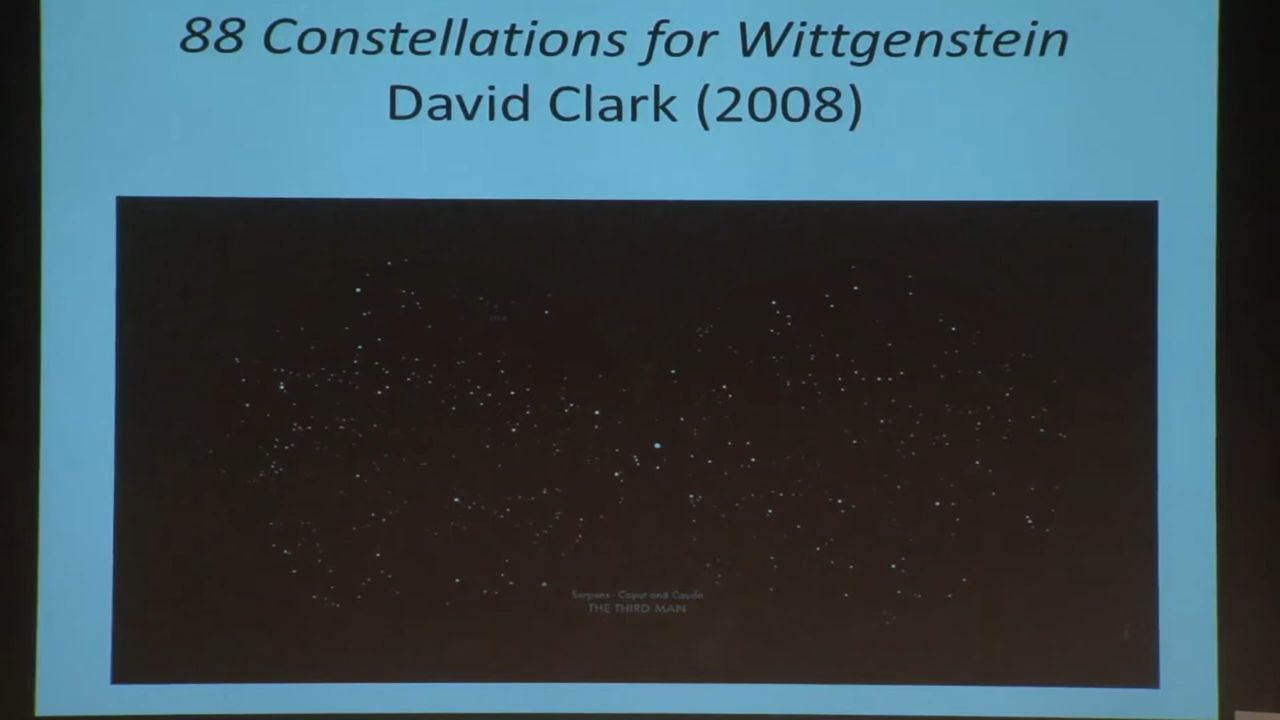 88 Constellations for Wittgenstein
David Clark (2008)
Serpens - Caput and Cauda
THE THIRD MAN